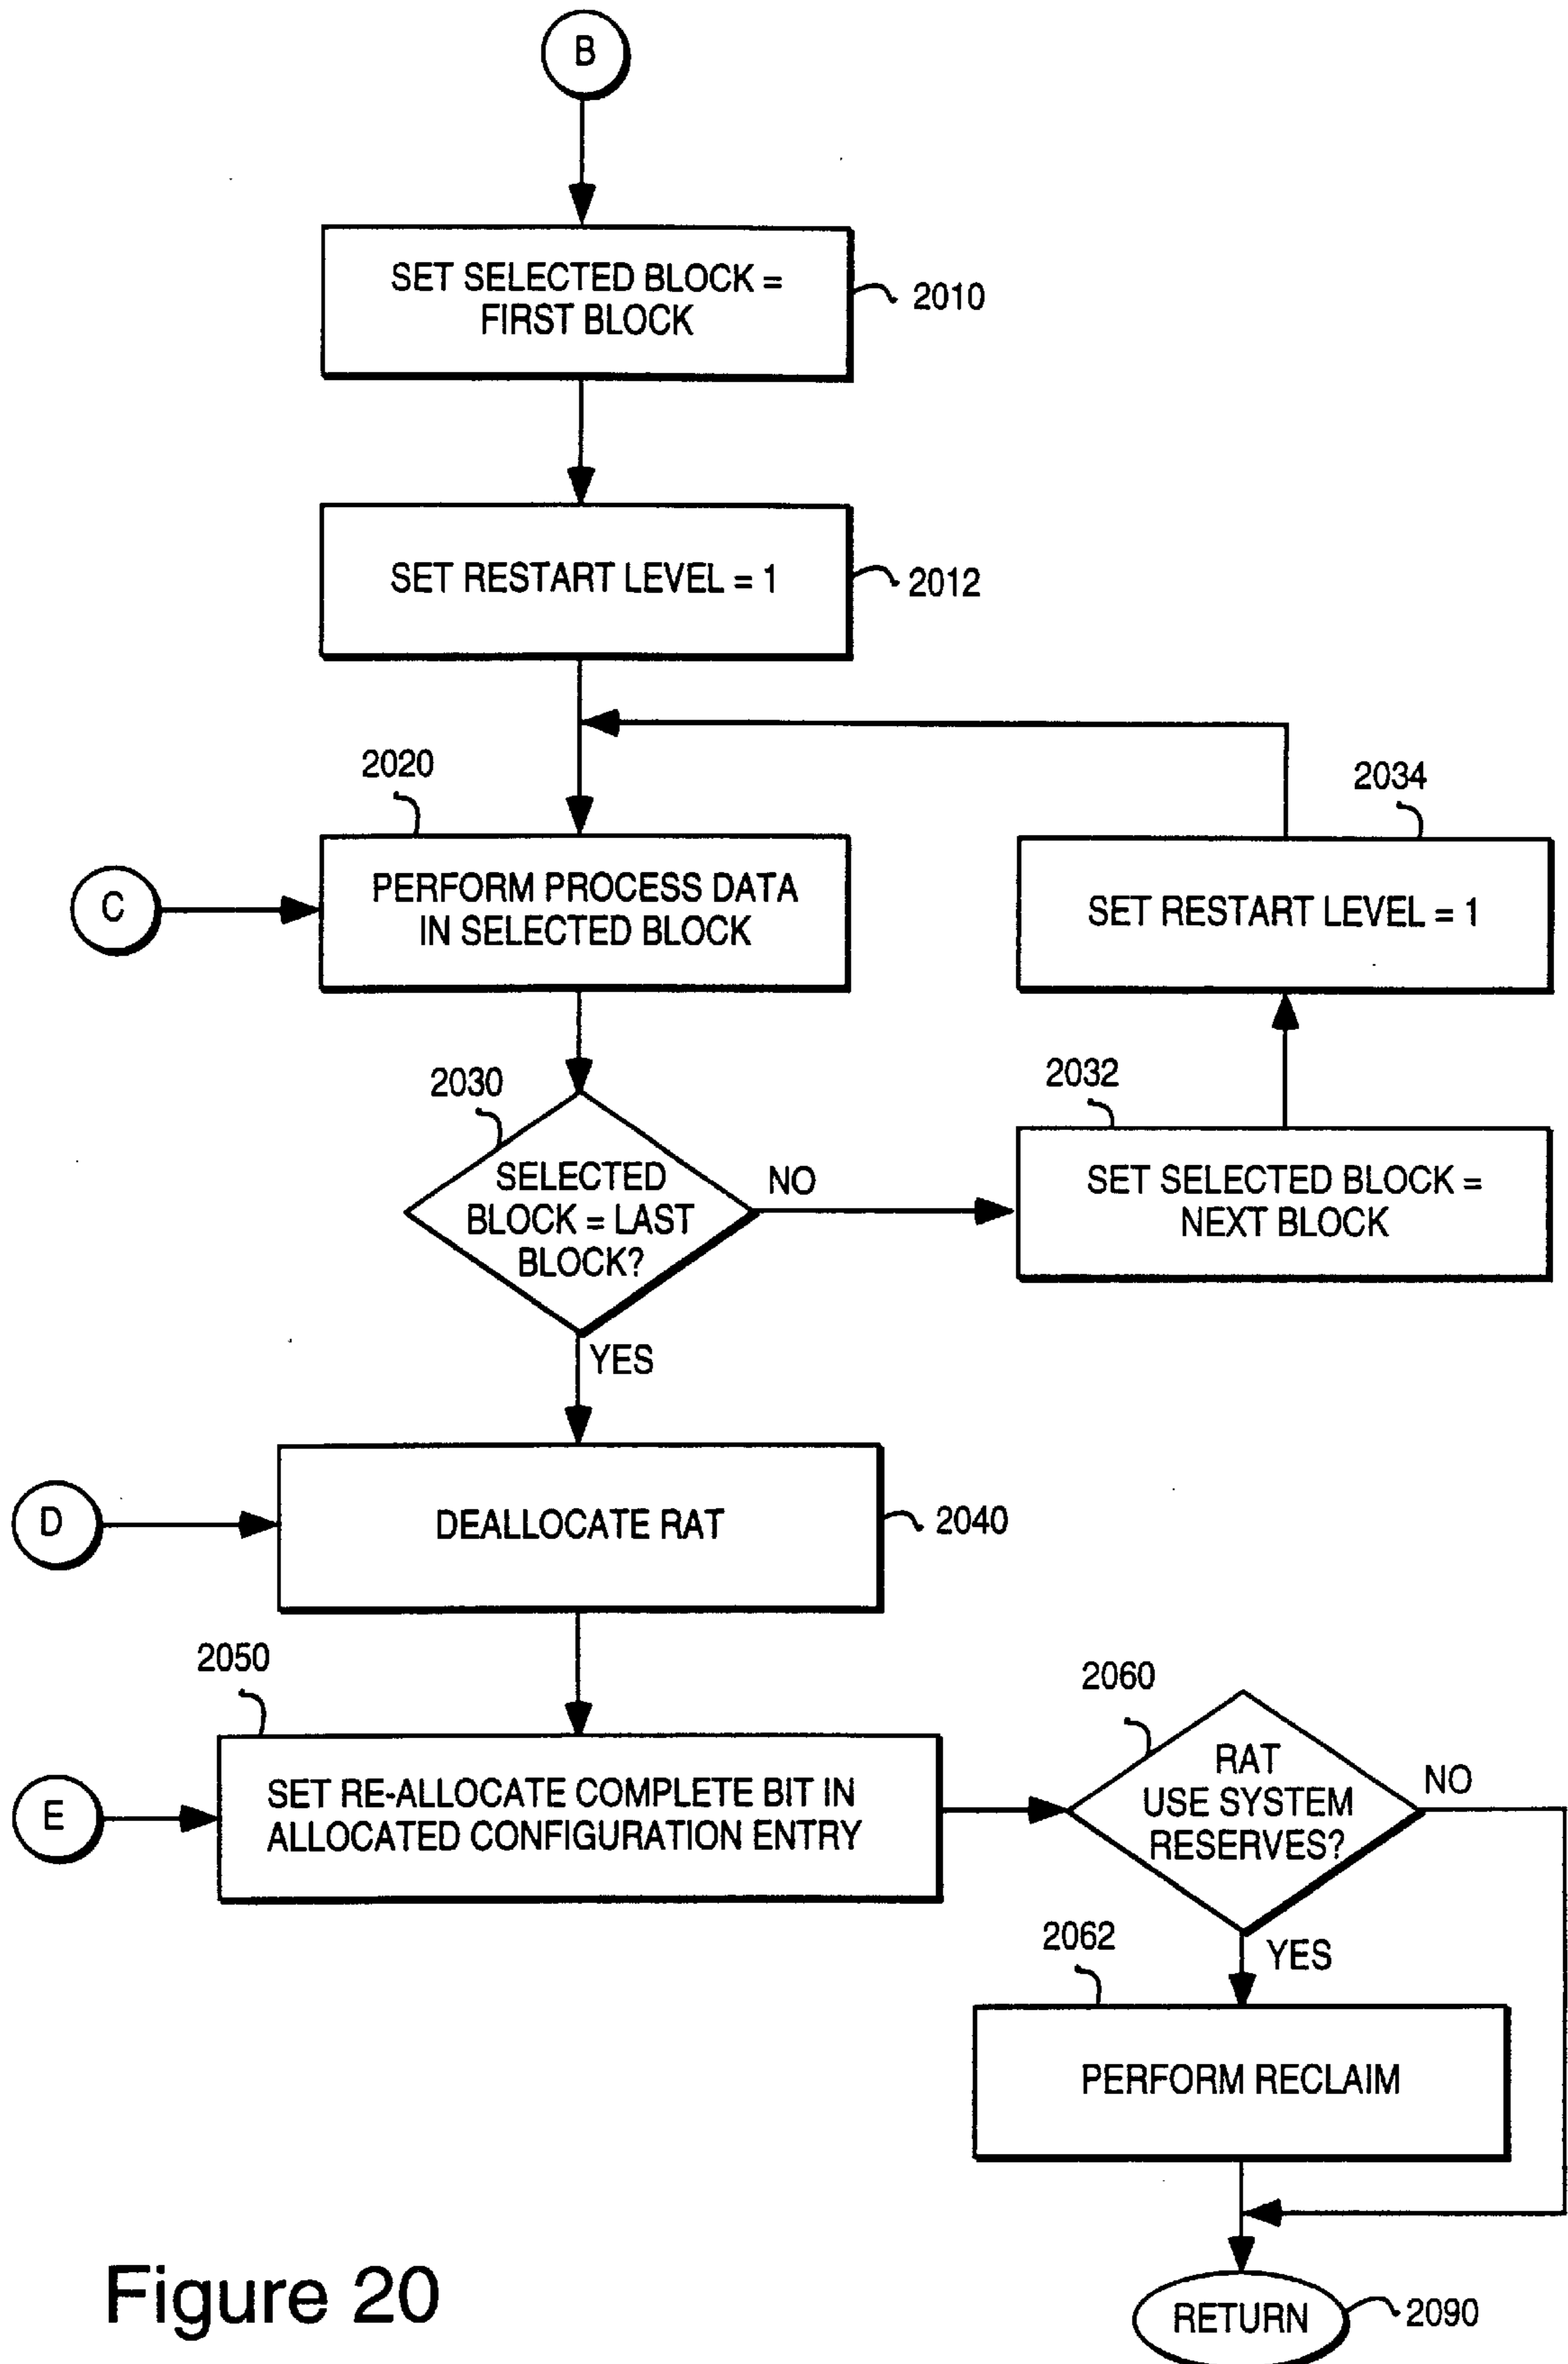 B
SET SELECTED BLOCK =
FIRST BLOCK
2010
SET RESTART LEVEL = 1
2012
2020
2034
C
PERFORM PROCESS DATA
IN SELECTED BLOCK
SET RESTART LEVEL = 1
2030
2032
SELECTED
BLOCK = LAST
BLOCK?
NO
SET SELECTED BLOCK =
NEXT BLOCK
YES
D
DEALLOCATE RAT
2040
2050
2060
E
SET RE-ALLOCATE COMPLETE BIT IN
ALLOCATED CONFIGURATION ENTRY
RAT
USE SYSTEM
RESERVES?
NO
2062
YES
PERFORM RECLAIM
Figure 20
RETURN
2090